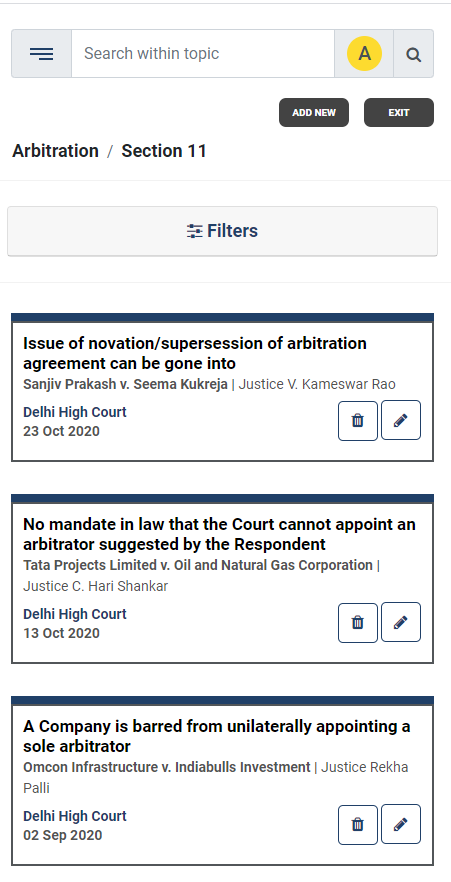 Search within topic
A
ADD NEW
EXIT
Arbitration / Section 11
Filters
Issue of novation/supersession of arbitration
agreement can be gone into
Sanjiv Prakash v. Seema Kukreja | Justice V. Kameswar Rao
Delhi High Court
23 Oct 2020
No mandate in law that the Court cannot appoint an
arbitrator suggested by the Respondent
Tata Projects Limited v. Oil and Natural Gas Corporation |
Justice C. Hari Shankar
Delhi High Court
13 Oct 2020
A Company is barred from unilaterally appointing a
sole arbitrator
Omcon Infrastructure v. Indiabulls Investment | Justice Rekha
Palli
Delhi High Court
02 Sep 2020